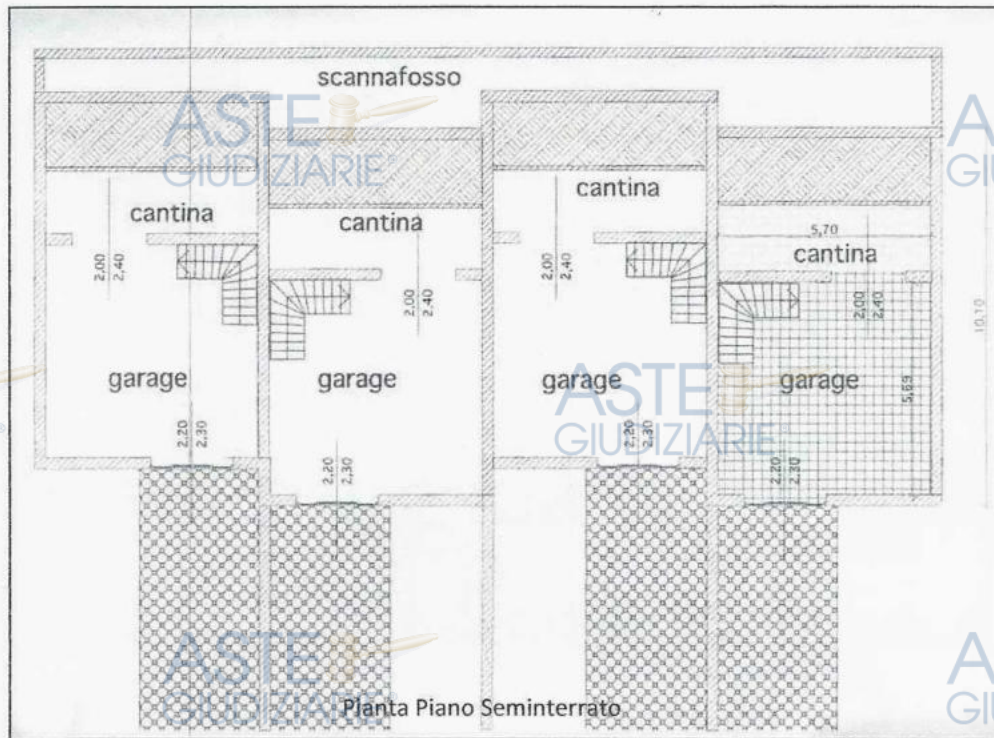 scannafosso
ASTE
GIUDIZIARIE®
A
GIU
cantina
cantina
cantina
5,70
cantina
2,00
2,40
2,00
2,40
2,00
2,40
2,00
2,40
10,10
garage
garage
garage
garage
5,69
ASTE
GIUDIZIARIE®
2,20
2,30
2,20
2,30
2,20
2,30
2,20
2,30
ASTE
GIUDIZIARIE®
A
GIU
Pianta Piano Seminterrato